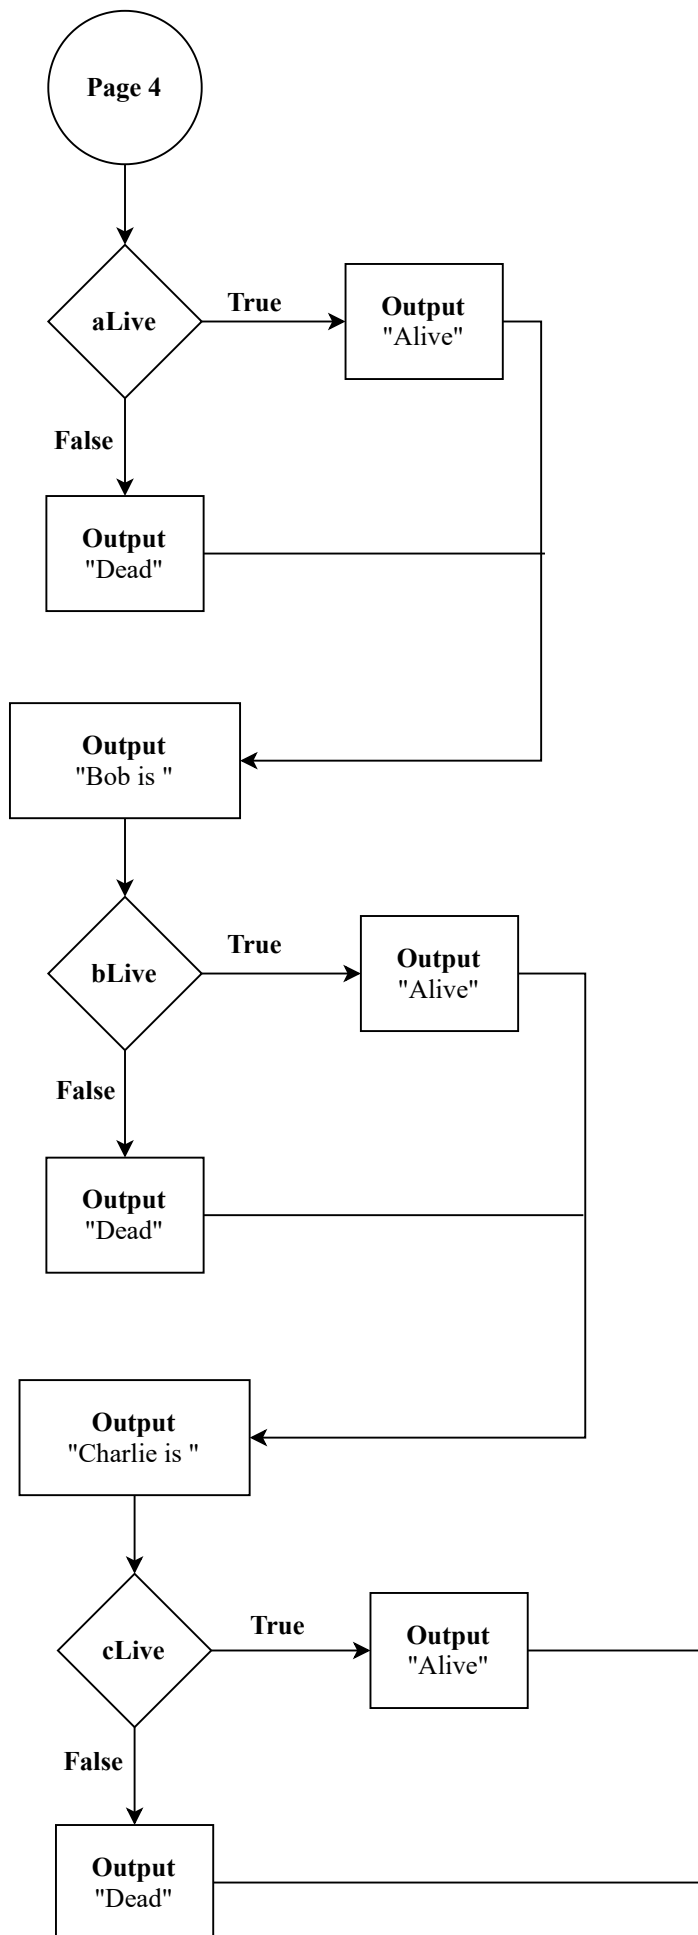 Page 4
aLive
True
Output
"Alive"
False
Output
"Dead"
Output
"Bob is "
bLive
True
Output
"Alive"
False
Output
"Dead"
Output
"Charlie is "
cLive
True
Output
"Alive"
False
Output
"Dead"